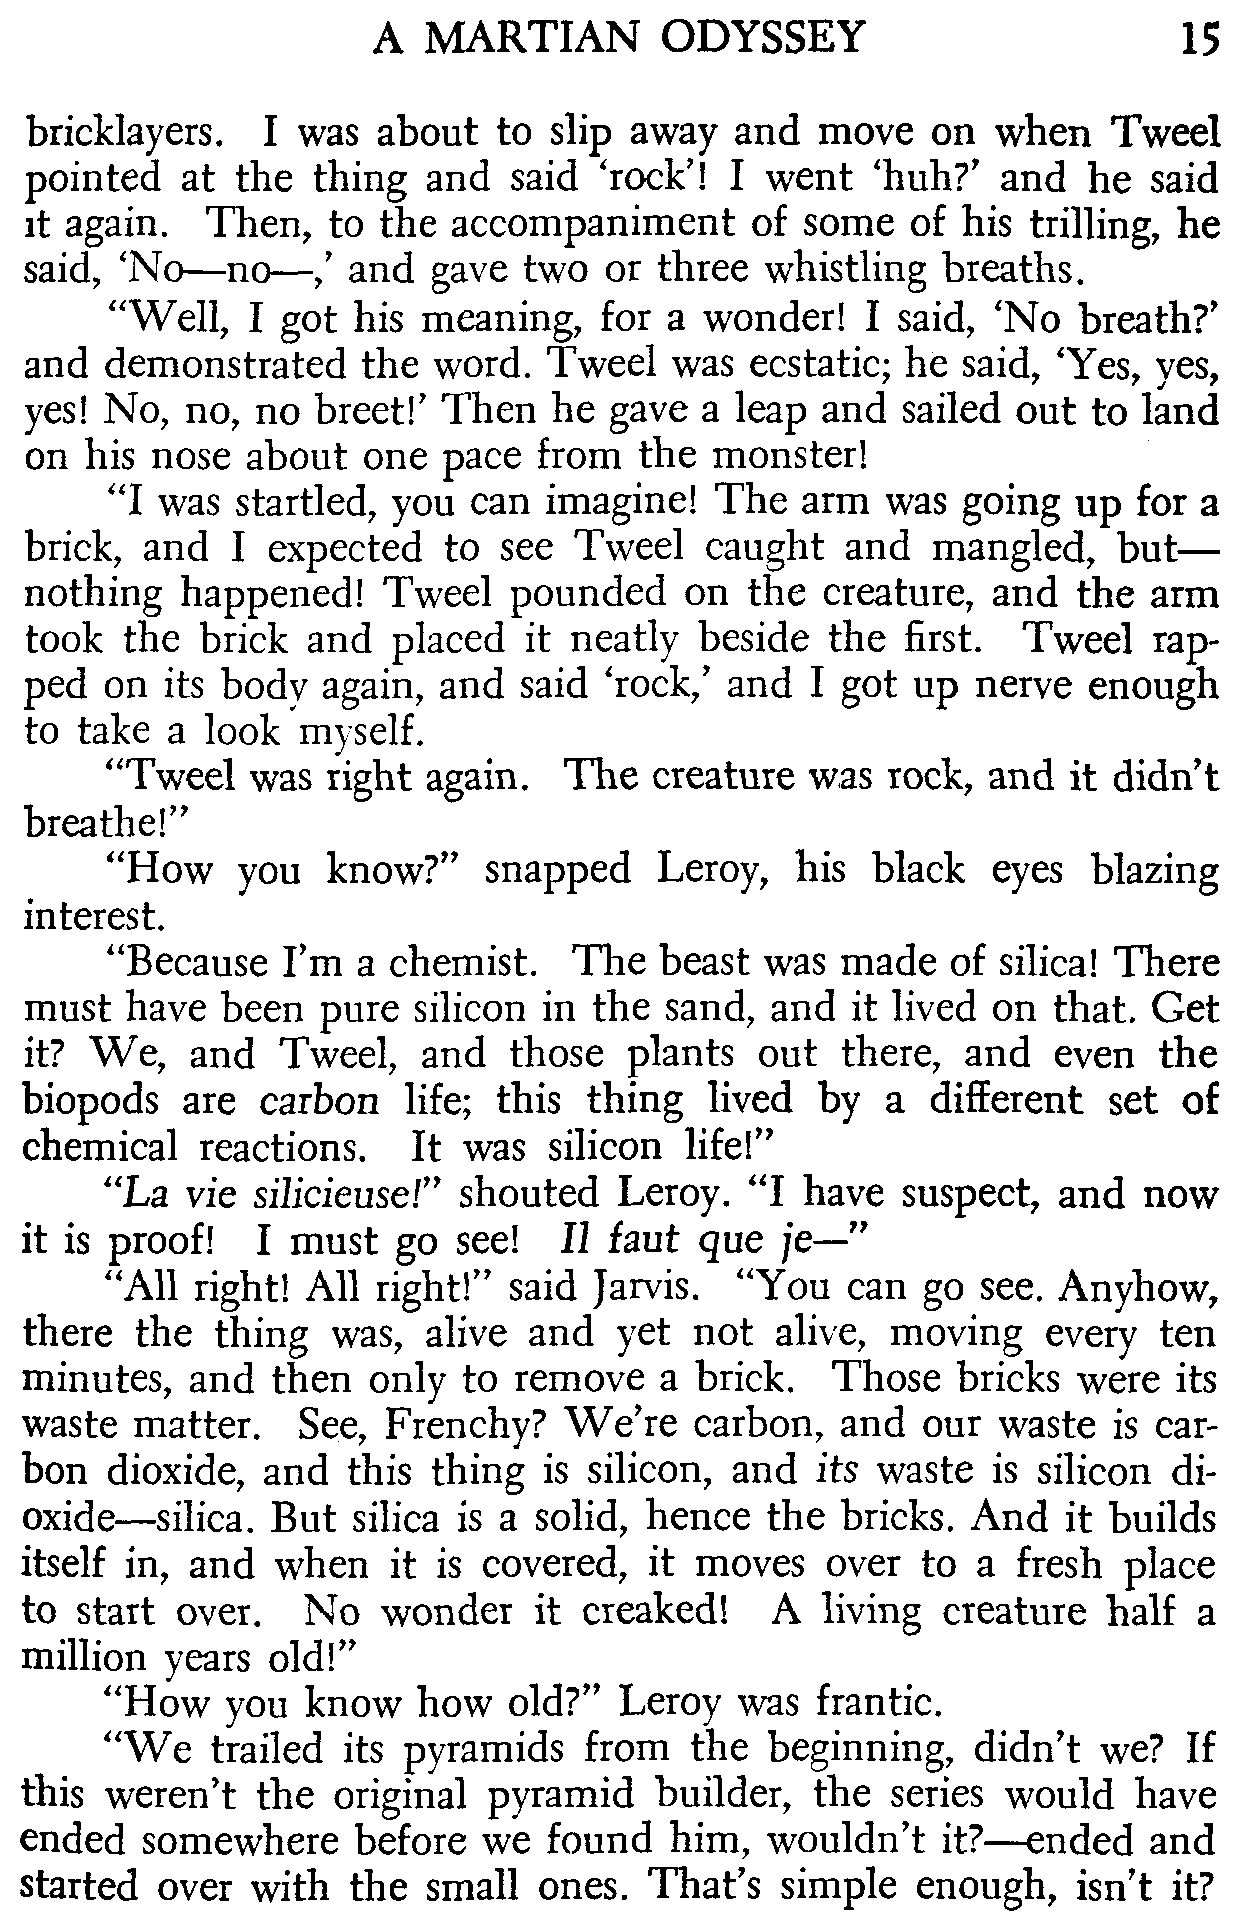 A MARTIAN ODYSSEY 15
bricklayers. I was about to slip away and move on when Tweel
pointed at the thing and said ‘rock’! I went ‘huh?’ and he said
it again. Then, to the accompaniment of some of his trilling, he
said, ‘No—no—,’ and gave two or three whistling breaths.
“Well, I got his meaning, for a wonder! I said, ‘No breath?’
and demonstrated the word. Tweel was ecstatic; he said, ‘Yes, yes,
yes! No, no, no breet!’ Then he gave a leap and sailed out to land
on his nose about one pace from the monster!
“I was startled, you can imagine! The arm was going up for a
brick, and I expected to see Tweel caught and mangled, but—
nothing happened! Tweel pounded on the creature, and the arm
took the brick and placed it neatly beside the first. Tweel rap-
ped on its body again, and said ‘rock,’ and I got up nerve enough
to take a look myself.
“Tweel was right again. The creature was rock, and it didn’t
breathe!”
“How you know?” snapped Leroy, his black eyes blazing
interest.
“Because I’m a chemist. The beast was made of silica! There
must have been pure silicon in the sand, and it lived on that. Get
it? We, and Tweel, and those plants out there, and even the
biopods are carbon life; this thing lived by a different set of
chemical reactions. It was silicon life!”
“La vie silicieuse!” shouted Leroy. “I have suspect, and now
it is proof! I must go see! Il faut que je—”
“All right! All right!” said Jarvis. “You can go see. Anyhow,
there the thing was, alive and yet not alive, moving every ten
minutes, and then only to remove a brick. Those bricks were its
waste matter. See, Frenchy? We’re carbon, and our waste is car-
bon dioxide, and this thing is silicon, and its waste is silicon di-
oxide—silica. But silica is a solid, hence the bricks. And it builds
itself in, and when it is covered, it moves over to a fresh place
to start over. No wonder it creaked! A living creature half a
million years old!”
“How you know how old?” Leroy was frantic.
“We trailed its pyramids from the beginning, didn’t we? If
this weren’t the original pyramid builder, the series would have
ended somewhere before we found him, wouldn’t it?—ended and
started over with the small ones. That’s simple enough, isn’t it?